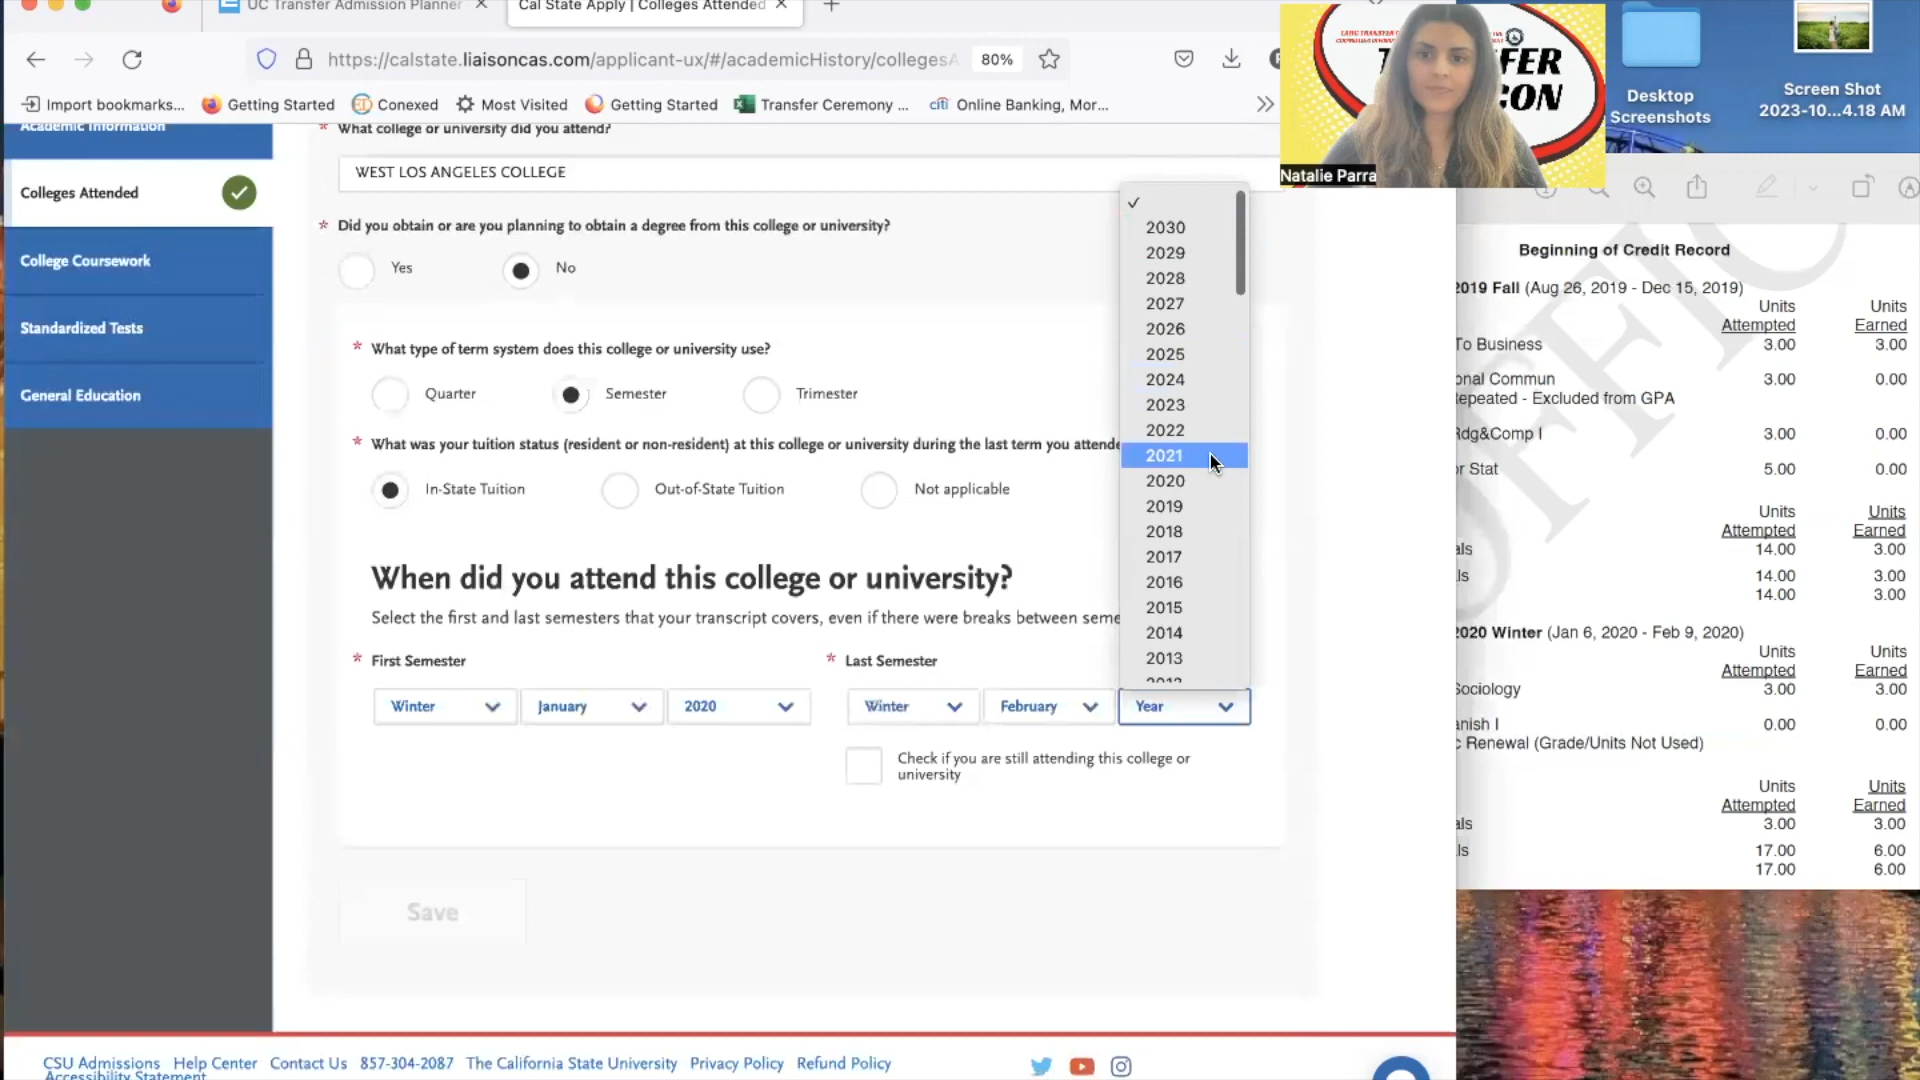 UC Transfer Admission Planner
Cal State Apply | Colleges Attended
https://calstate.liaisoncas.com/applicant-ux/#/academicHistory/collegesA
80%
Import bookmarks...
Getting Started
Conexed
Most Visited
Getting Started
Transfer Ceremony ...
citi Online Banking, Mor...
Natalie Parra
Desktop
Screenshots
Screen Shot
2023-10...4.18 AM
Academic Information
Colleges Attended
College Coursework
Standardized Tests
General Education
* What college or university did you attend?
WEST LOS ANGELES COLLEGE
* Did you obtain or are you planning to obtain a degree from this college or university?
Yes
No
* What type of term system does this college or university use?
Quarter
Semester
Trimester
* What was your tuition status (resident or non-resident) at this college or university during the last term you attende
In-State Tuition
Out-of-State Tuition
Not applicable
When did you attend this college or university?
Select the first and last semesters that your transcript covers, even if there were breaks between seme
* First Semester
* Last Semester
Winter
January
2020
Winter
February
Year
Check if you are still attending this college or
university
Save
2030
2029
2028
2027
2026
2025
2024
2023
2022
2021
2020
2019
2018
2017
2016
2015
2014
2013
2012
Beginning of Credit Record
2019 Fall (Aug 26, 2019 - Dec 15, 2019)
Units Units
Attempted Earned
To Business 3.00 3.00
onal Commun 3.00 0.00
epeated - Excluded from GPA
Rdg&Comp I 3.00 0.00
or Stat 5.00 0.00
Units Units
Attempted Earned
als 14.00 3.00
ls 14.00 3.00
14.00 3.00
2020 Winter (Jan 6, 2020 - Feb 9, 2020)
Units Units
Attempted Earned
Sociology 3.00 3.00
anish I 0.00 0.00
c Renewal (Grade/Units Not Used)
Units Units
Attempted Earned
als 3.00 3.00
ls 17.00 6.00
17.00 6.00
CSU Admissions
Help Center
Contact Us
857-304-2087
The California State University
Privacy Policy
Refund Policy
Accessibility Statement